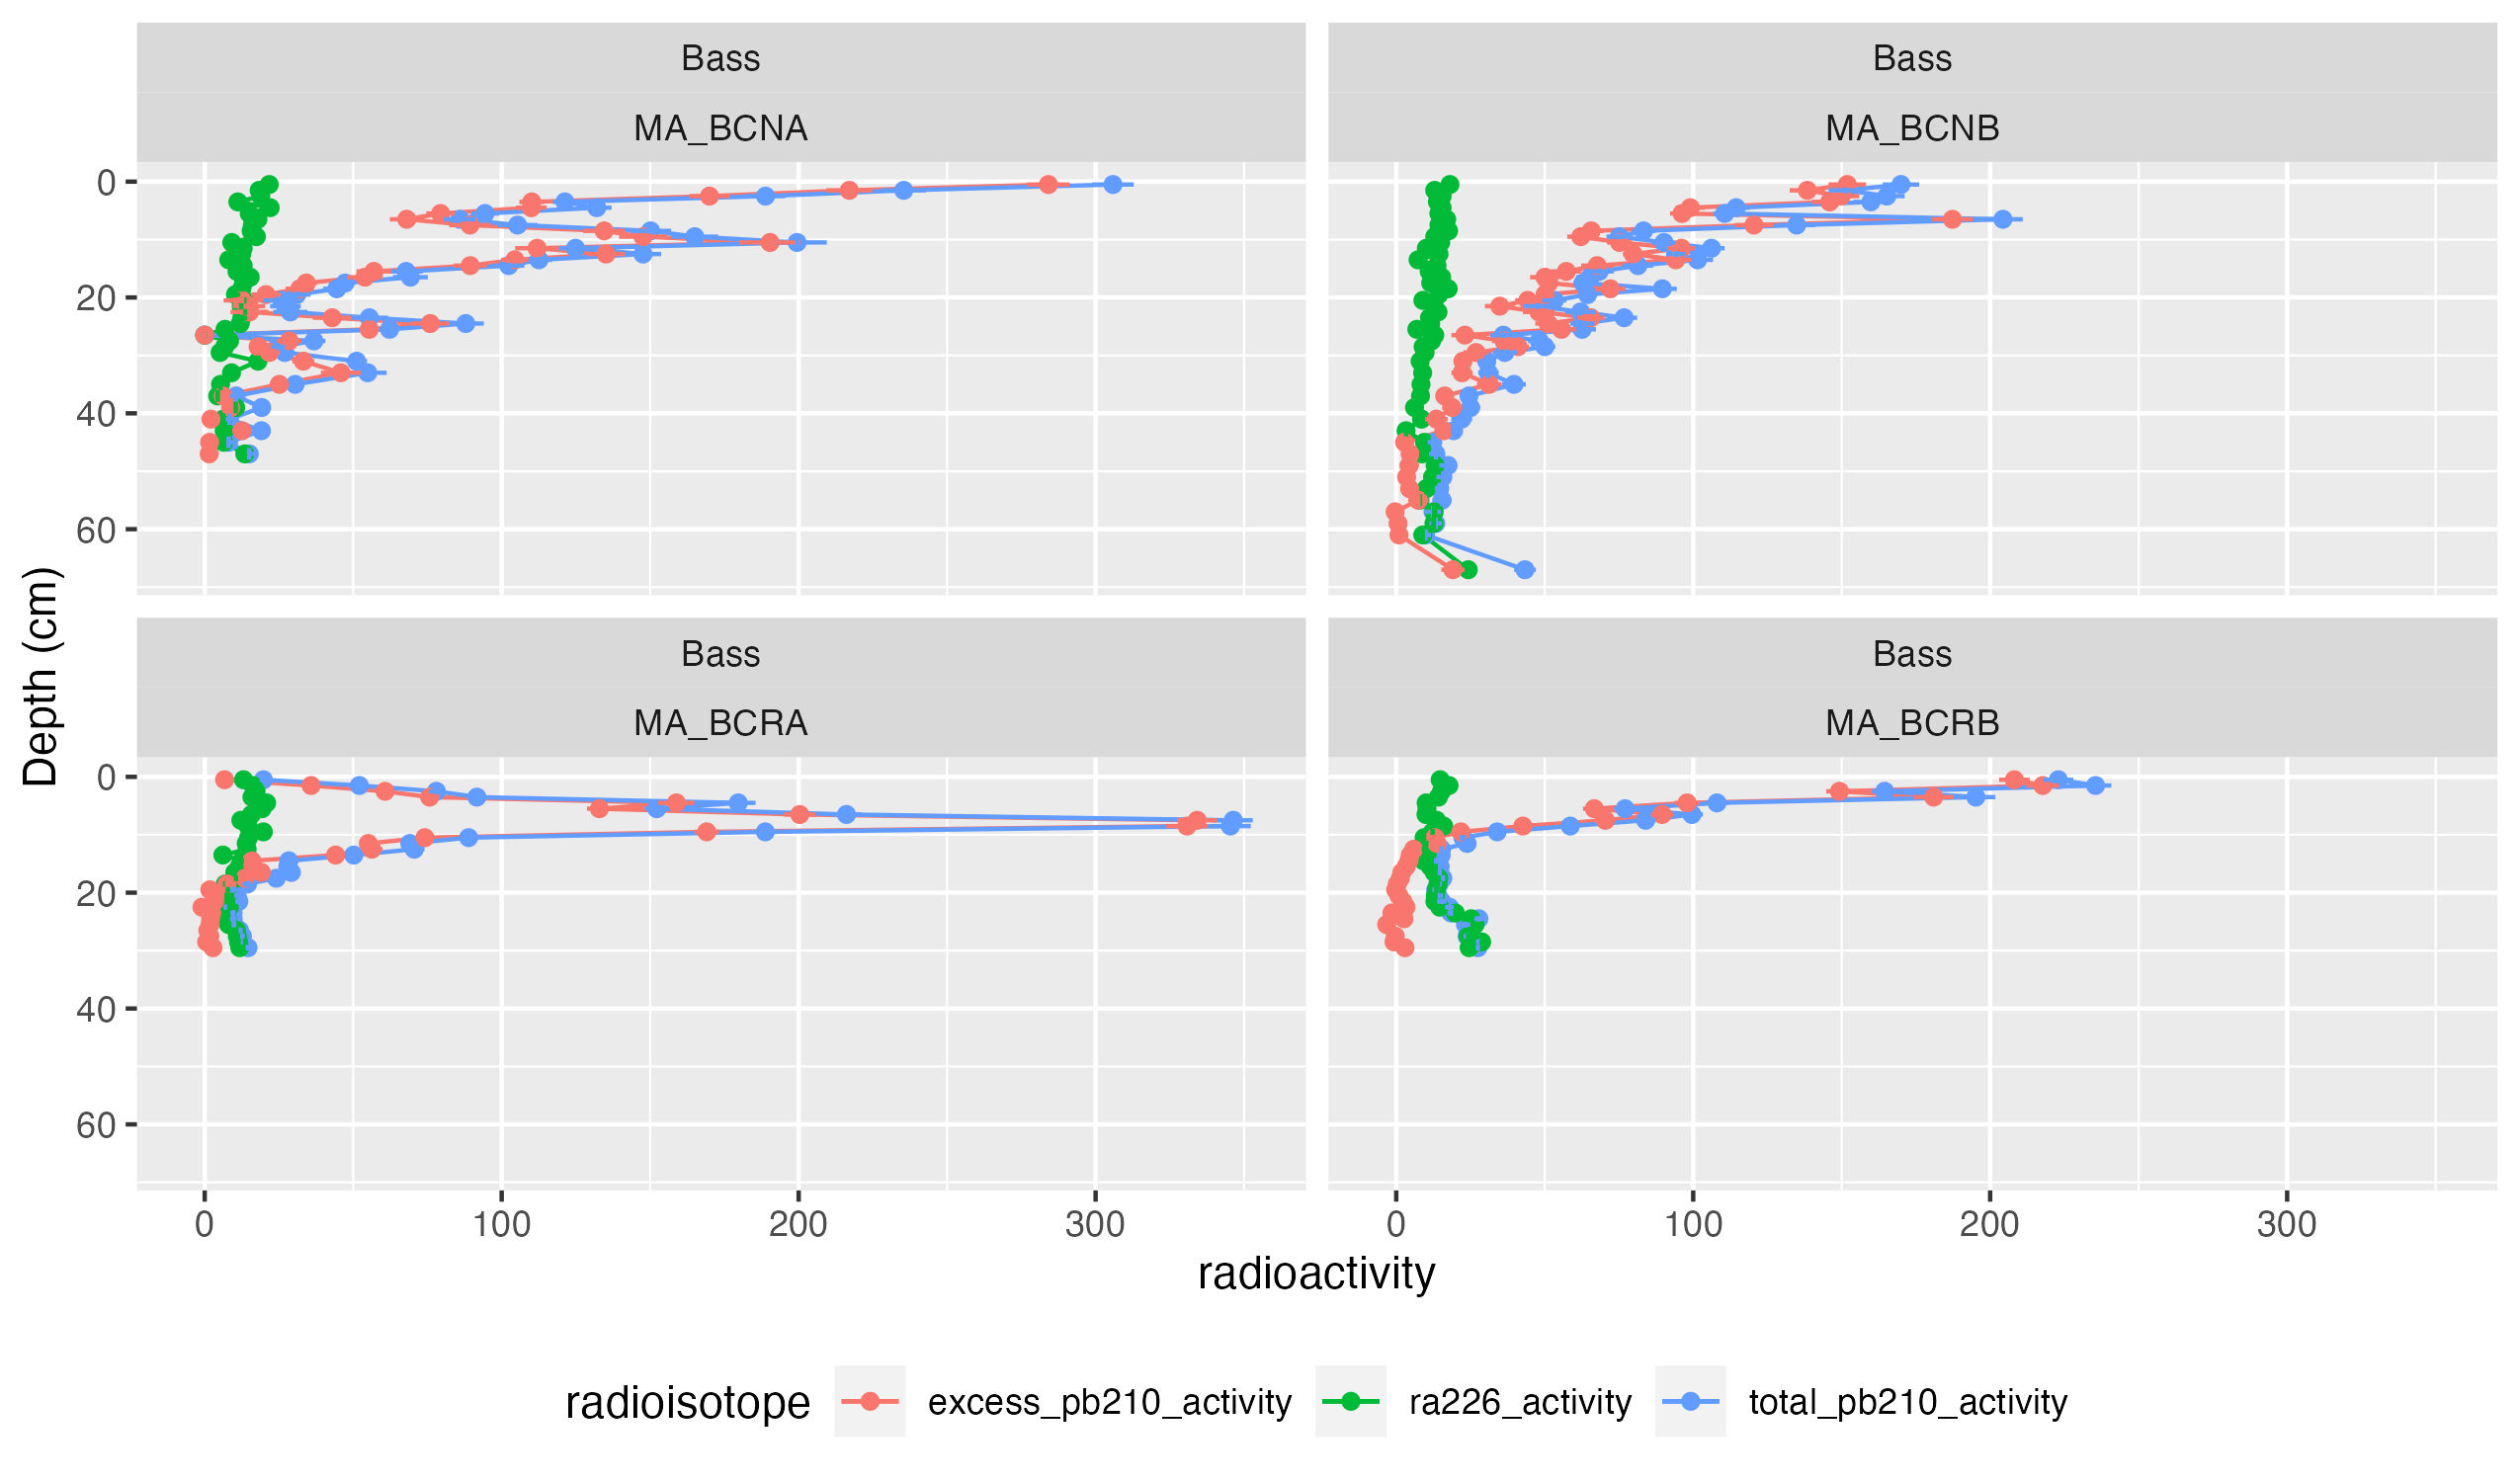 Bass
Bass
MA_BCNA
MA_BCNB
0
20
40
60
Bass
Bass
MA_BCRA
MA_BCRB
0
20
40
60
Depth (cm)
0 100 200 300
0 100 200 300
radioactivity
radioisotope excess_pb210_activity ra226_activity total_pb210_activity